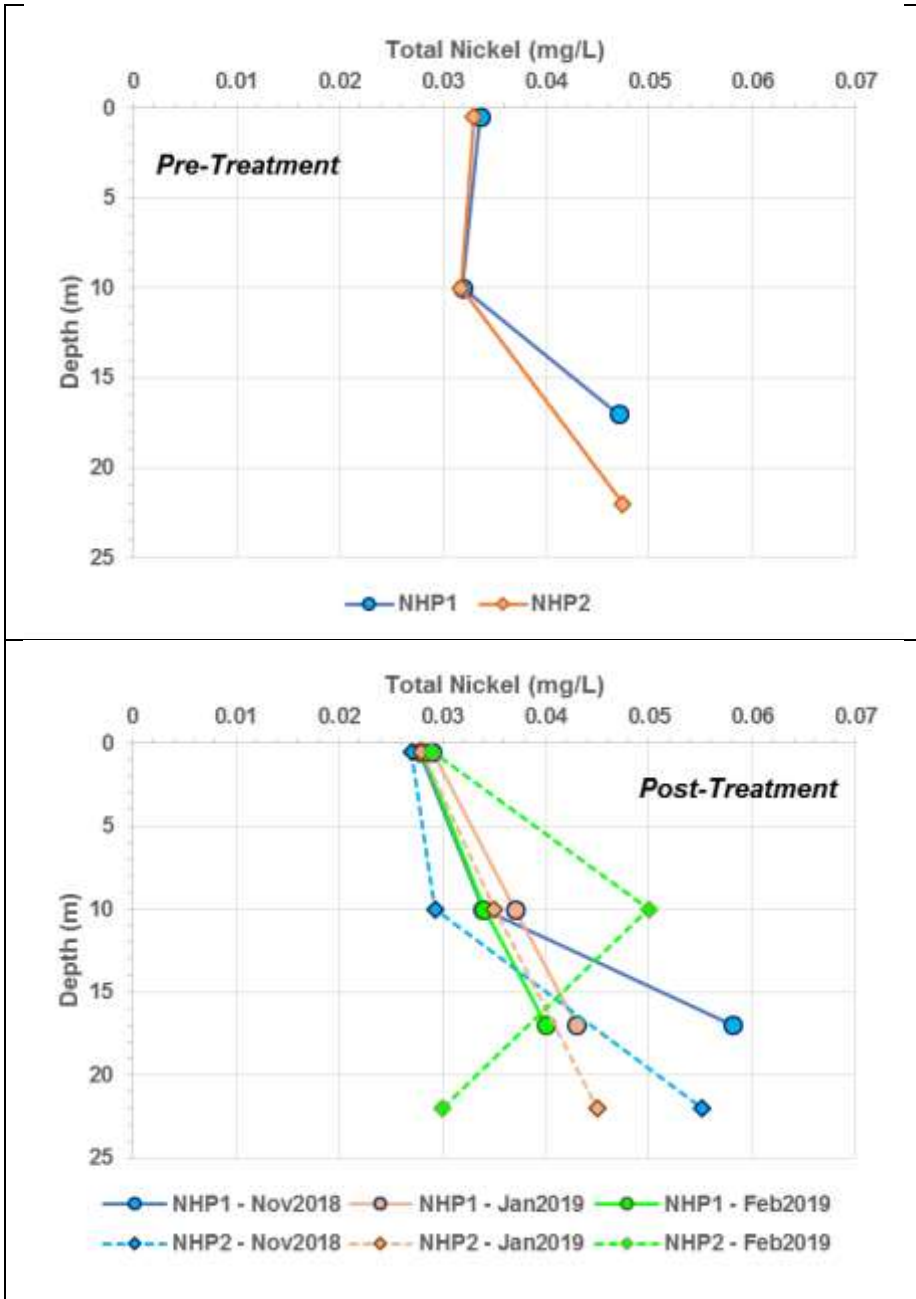 Total Nickel (mg/L)
0 0.01 0.02 0.03 0.04 0.05 0.06 0.07
0
Pre-Treatment
5
10
Depth (m)
15
20
25
NHP1 NHP2
Total Nickel (mg/L)
0 0.01 0.02 0.03 0.04 0.05 0.06 0.07
0
Post-Treatment
5
10
Depth (m)
15
20
25
NHP1 - Nov2018 NHP1 - Jan2019 NHP1 - Feb2019
NHP2 - Nov2018 NHP2 - Jan2019 NHP2 - Feb2019